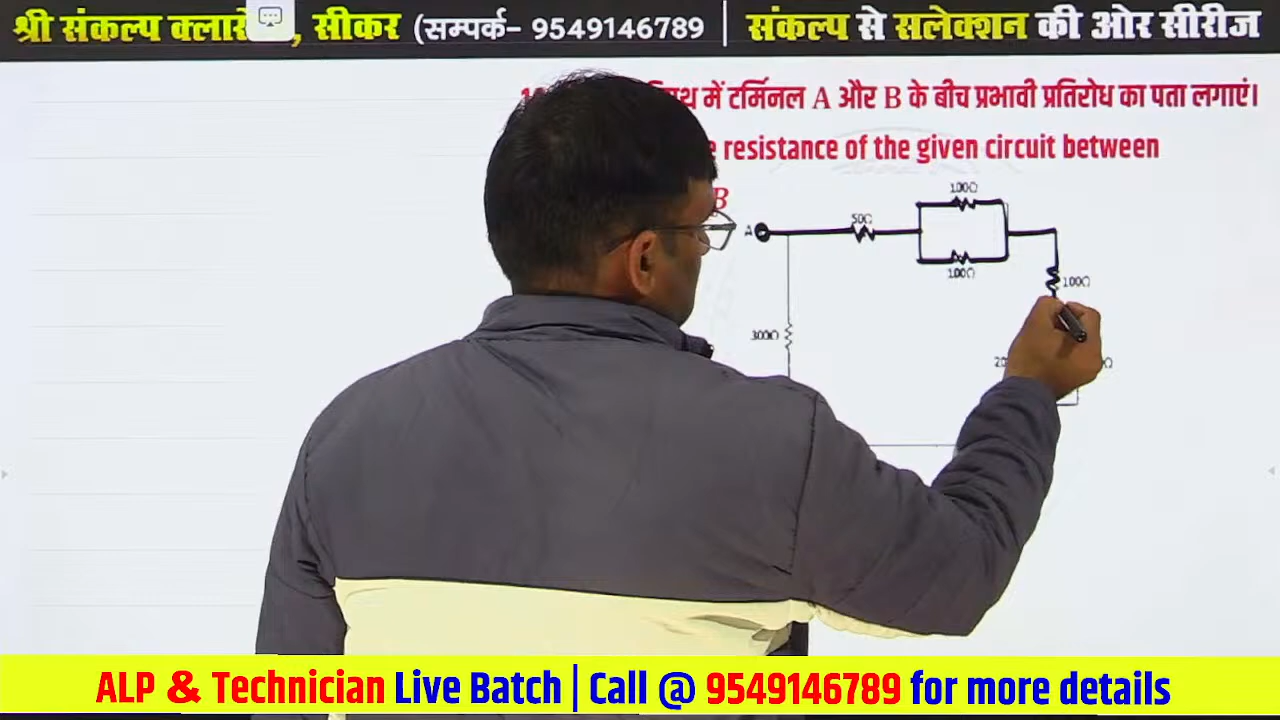 श्री संकल्प क्लासेज, सीकर (सम्पर्क– 9549146789 | संकल्प से सलेक्शन की ओर सीरीज
में टर्मिनल A और B के बीच प्रभावी प्रतिरोध का पता लगाएं।
resistance of the given circuit between
B
100Ω
50Ω
A
100Ω
100Ω
300Ω
ALP & Technician Live Batch | Call @ 9549146789 for more details